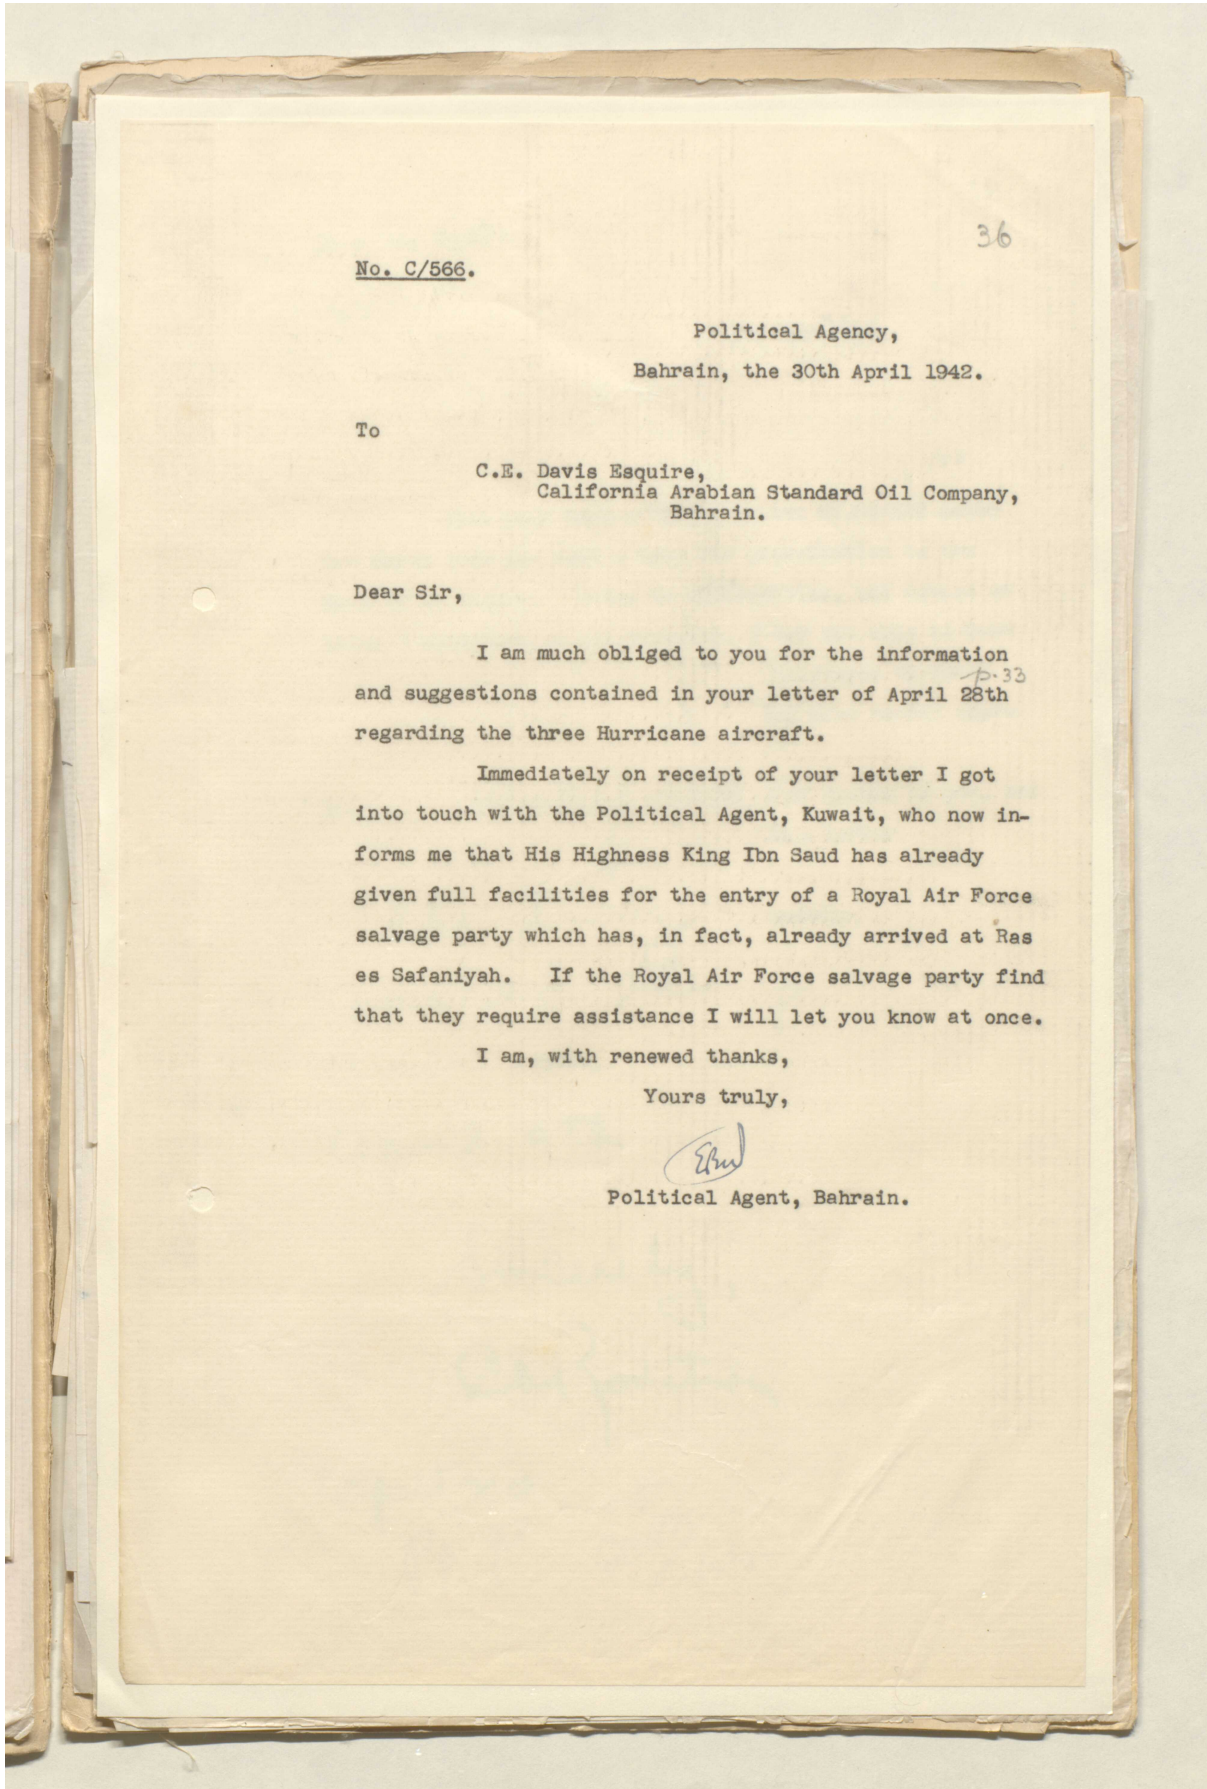 36
No. C/566.
Political Agency,
Bahrain, the 30th April 1942.
To
C.E. Davis Esquire,
California Arabian Standard Oil Company,
Bahrain.
Dear Sir,
I am much obliged to you for the information
p.33
and suggestions contained in your letter of April 28th
regarding the three Hurricane aircraft.
Immediately on receipt of your letter I got
into touch with the Political Agent, Kuwait, who now in-
forms me that His Highness King Ibn Saud has already
given full facilities for the entry of a Royal Air Force
salvage party which has, in fact, already arrived at Ras
es Safaniyah. If the Royal Air Force salvage party find
that they require assistance I will let you know at once.
I am, with renewed thanks,
Yours truly,
Political Agent, Bahrain.